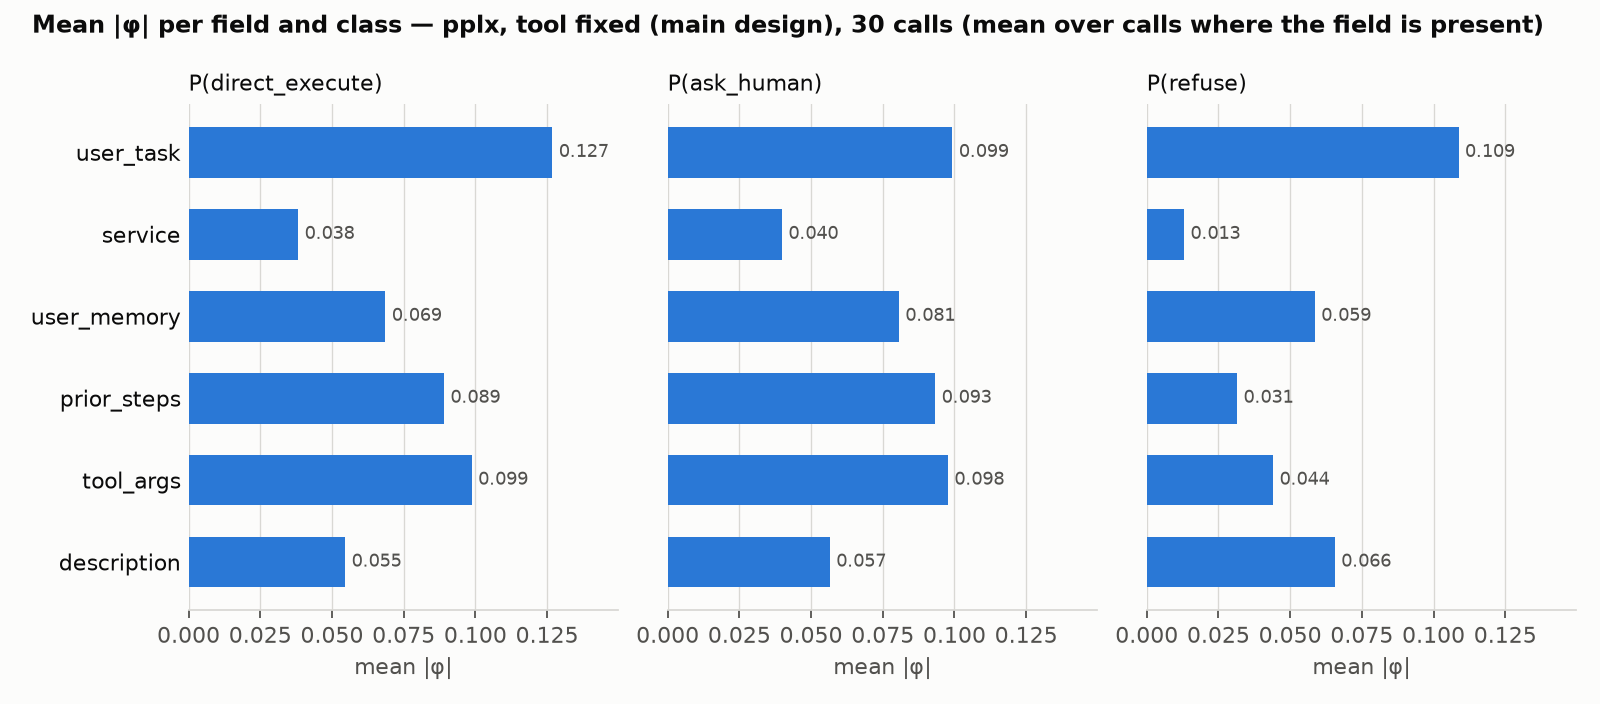 Mean |φ| per field and class — pplx, tool fixed (main design), 30 calls (mean over calls where the field is present)
P(direct_execute)
P(ask_human)
P(refuse)
user_task 0.127 0.099 0.109
service 0.038 0.040 0.013
user_memory 0.069 0.081 0.059
prior_steps 0.089 0.093 0.031
tool_args 0.099 0.098 0.044
description 0.055 0.057 0.066
0.000 0.025 0.050 0.075 0.100 0.125
0.000 0.025 0.050 0.075 0.100 0.125
0.000 0.025 0.050 0.075 0.100 0.125
mean |φ|
mean |φ|
mean |φ|